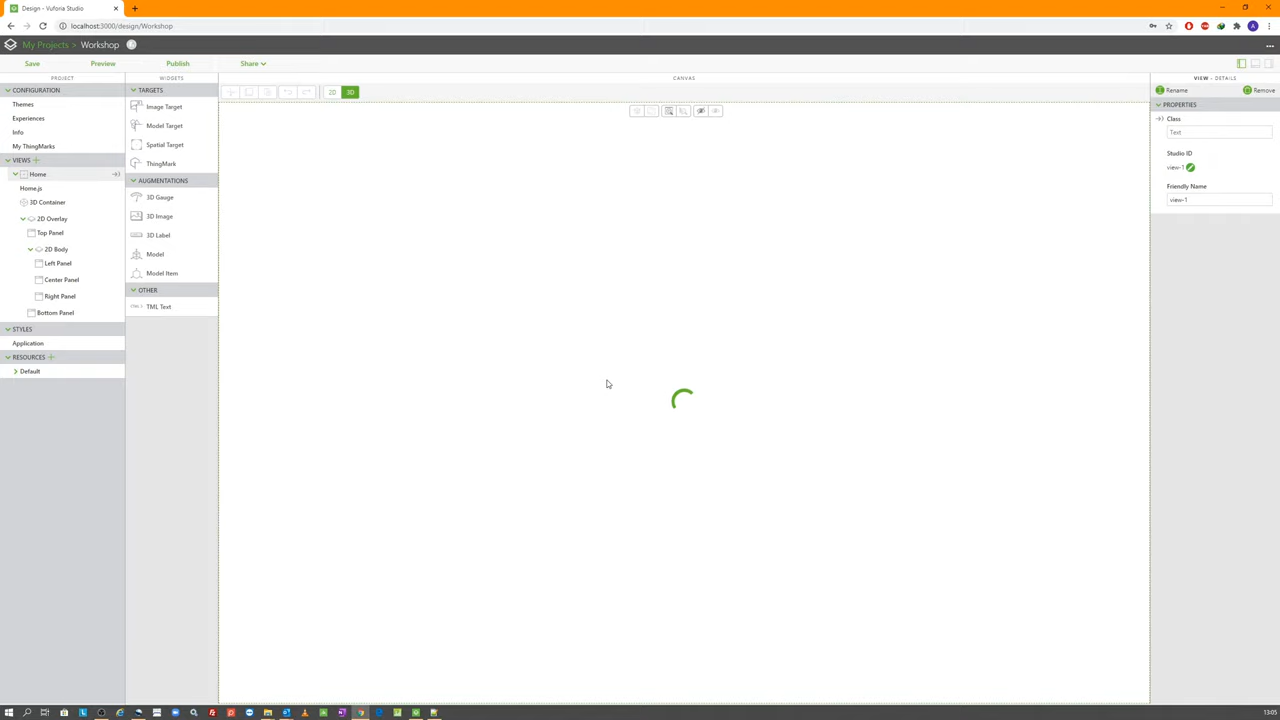 Design - Vuforia Studio
localhost:3000/design/Workshop
My Projects > Workshop
Save
Preview
Publish
Share
PROJECT
WIDGETS
CANVAS
VIEW - DETAILS
CONFIGURATION
Themes
Experiences
Info
My ThingMarks
VIEWS
Home
Home.js
3D Container
2D Overlay
Top Panel
2D Body
Left Panel
Center Panel
Right Panel
Bottom Panel
STYLES
Application
RESOURCES
Default
TARGETS
Image Target
Model Target
Spatial Target
ThingMark
AUGMENTATIONS
3D Gauge
3D Image
3D Label
Model
Model Item
OTHER
TML Text
2D
3D
Rename
Remove
PROPERTIES
Class
Text
Studio ID
view-1
Friendly Name
view-1
13:05